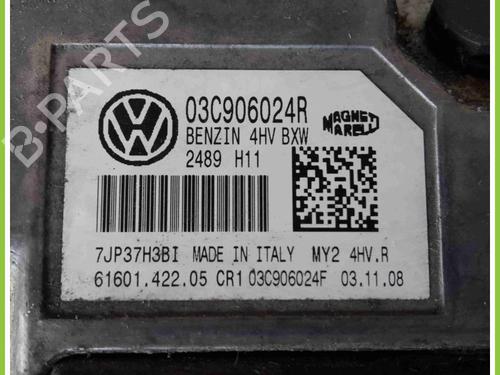 B-PARTS
03C906024R
BENZIN 4HV BXW
2489 H11
MAGNETI
MARELLI
7JP37H3BI MADE IN ITALY MY2 4HV.R
61601.422.05 CR1 03C906024F 03.11.08